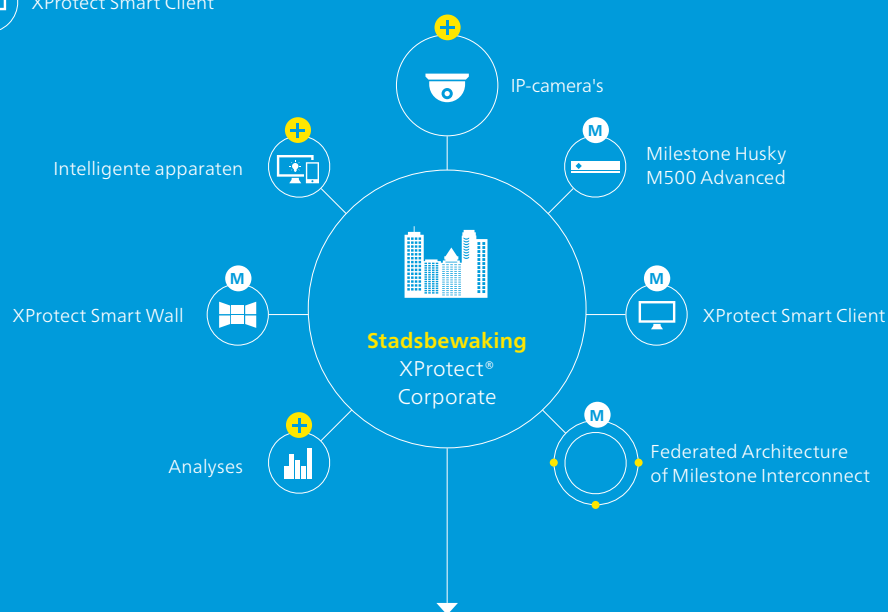 XProtect Smart Client
IP-camera's
M
Milestone Husky
M500 Advanced
Intelligente apparaten
M
XProtect Smart Wall
M
XProtect Smart Client
Stadsbewaking
XProtect®
Corporate
Analyses
M
Federated Architecture
of Milestone Interconnect